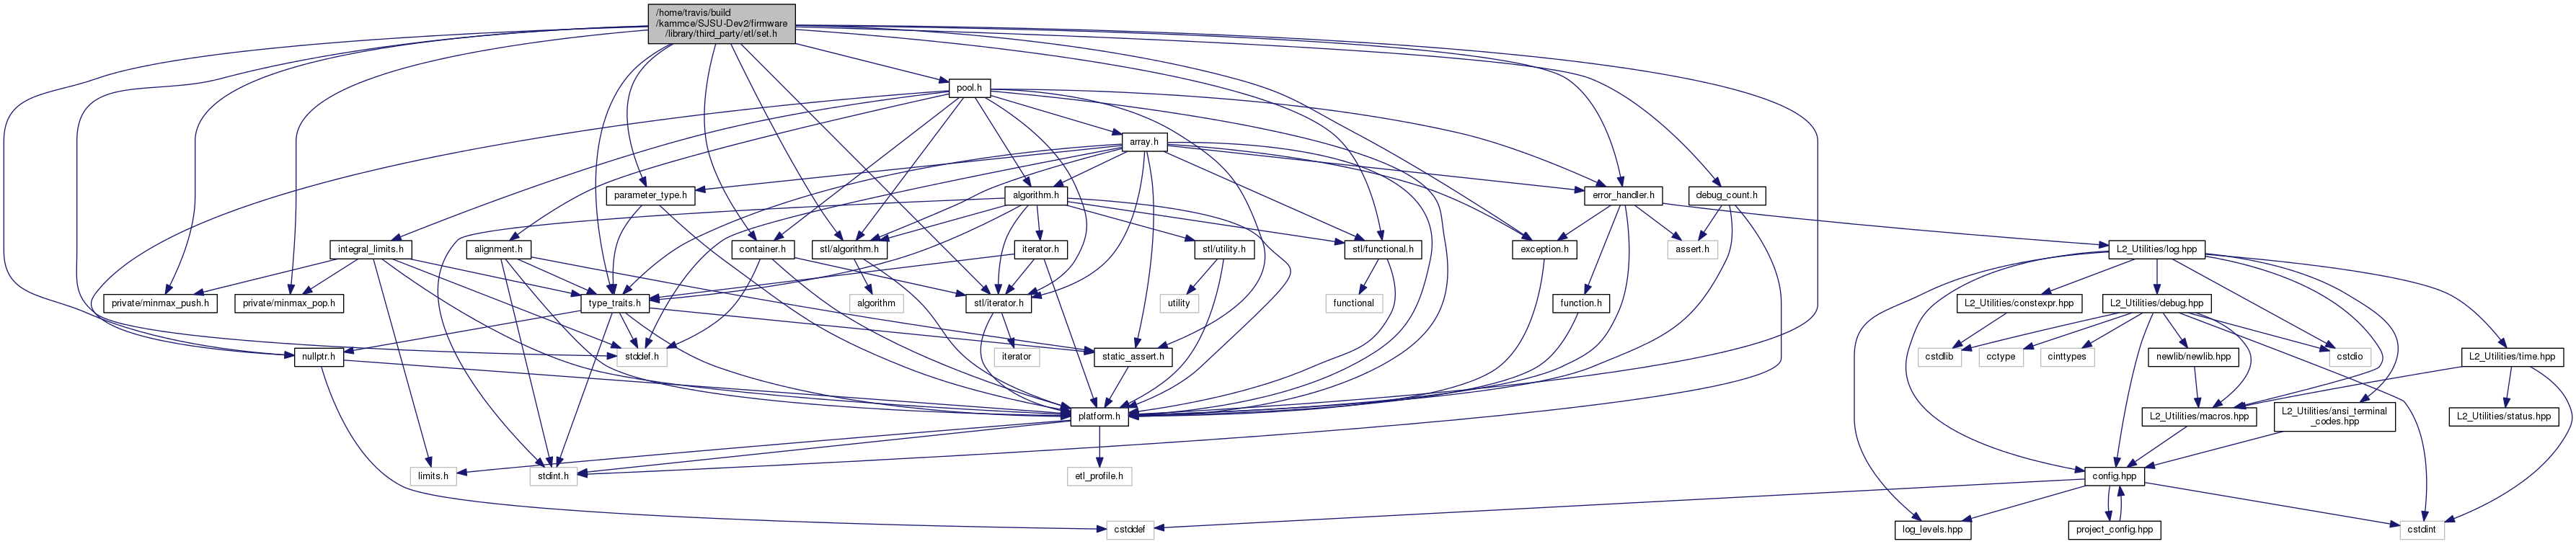 /home/travis/build
/kammce/SJSU-Dev2/firmware
/library/third_party/etl/set.h
pool.h
array.h
parameter_type.h
algorithm.h
error_handler.h
debug_count.h
integral_limits.h
alignment.h
container.h
stl/algorithm.h
iterator.h
stl/utility.h
stl/functional.h
exception.h
assert.h
L2_Utilities/log.hpp
private/minmax_push.h
private/minmax_pop.h
type_traits.h
stl/iterator.h
algorithm
utility
functional
function.h
L2_Utilities/constexpr.hpp
L2_Utilities/debug.hpp
nullptr.h
stddef.h
iterator
static_assert.h
cstdlib
cctype
cinttypes
newlib/newlib.hpp
cstdio
L2_Utilities/time.hpp
platform.h
L2_Utilities/macros.hpp
L2_Utilities/ansi_terminal
_codes.hpp
L2_Utilities/status.hpp
limits.h
stdint.h
etl_profile.h
config.hpp
cstddef
log_levels.hpp
project_config.hpp
cstdint